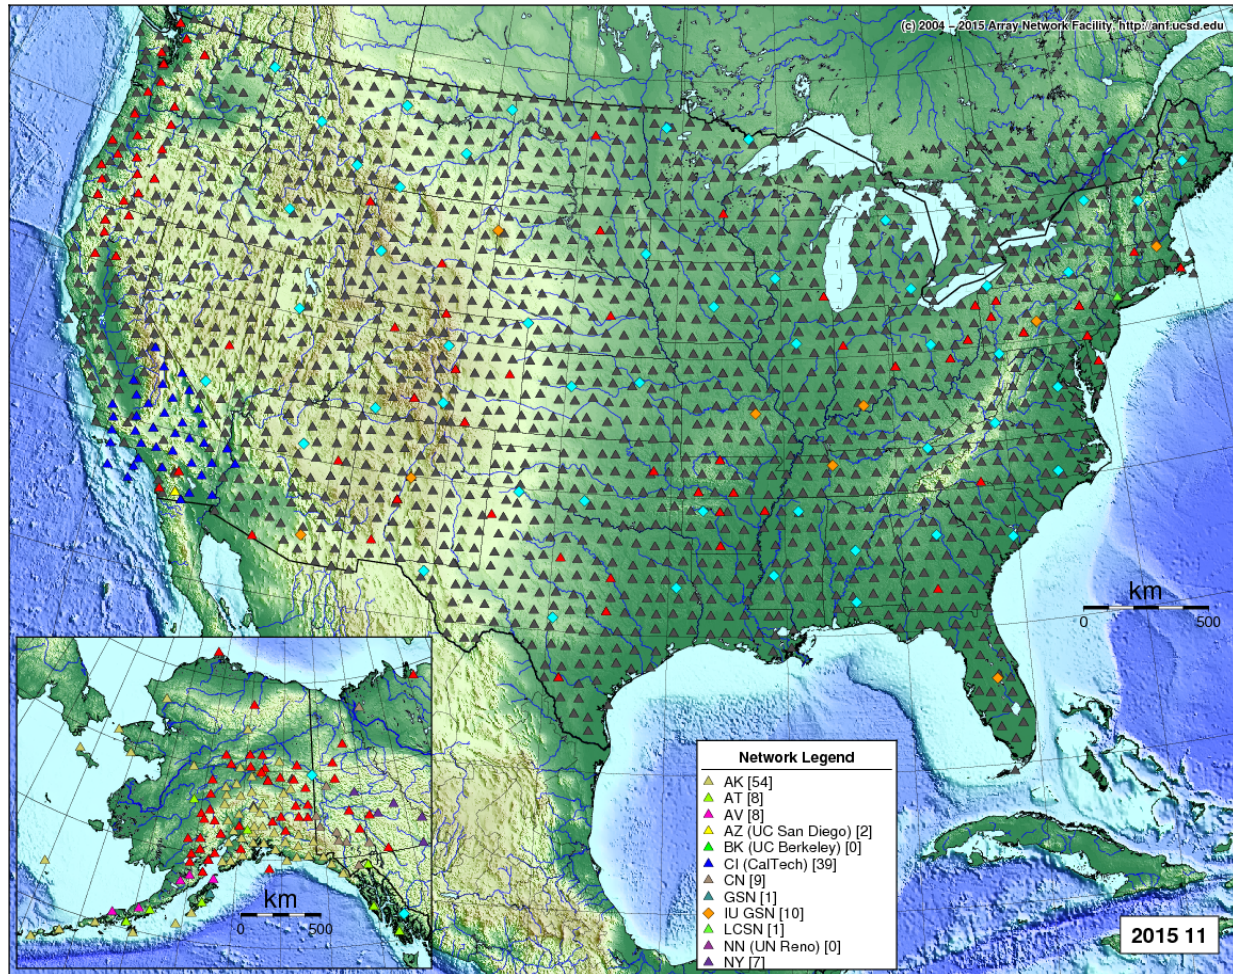 (c) 2004 - 2015 Array Network Facility, http://anf.ucsd.edu
km
0 500
km
0 500
Network Legend
AK [54]
AT [8]
AV [8]
AZ (UC San Diego) [2]
BK (UC Berkeley) [0]
CI (CalTech) [39]
CN [9]
GSN [1]
IU GSN [10]
LCSN [1]
NN (UN Reno) [0]
NY [7]
2015 11